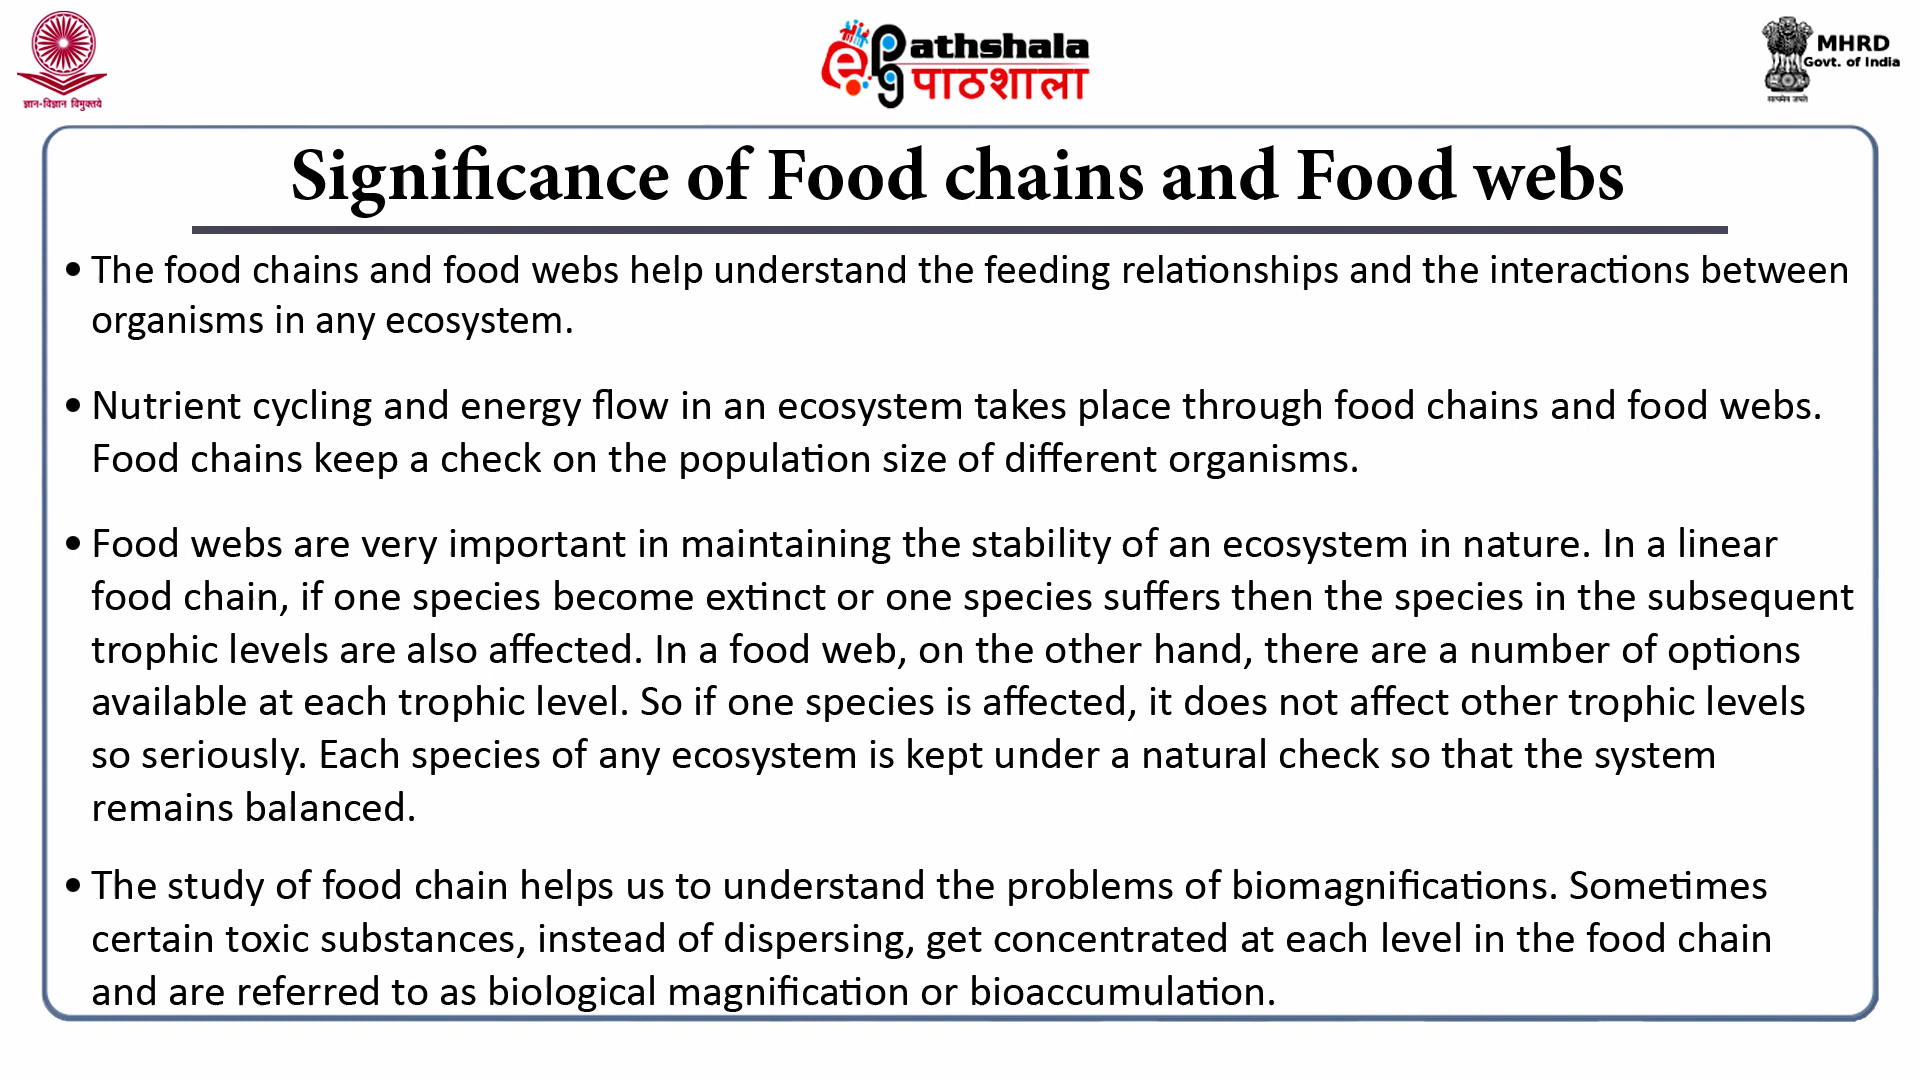 ज्ञान-विज्ञान विमुक्तये
ePg athshala
पाठशाला
MHRD
Govt. of India
सत्यमेव जयते
Significance of Food chains and Food webs
• The food chains and food webs help understand the feeding relationships and the interactions between
organisms in any ecosystem.
• Nutrient cycling and energy flow in an ecosystem takes place through food chains and food webs.
Food chains keep a check on the population size of different organisms.
• Food webs are very important in maintaining the stability of an ecosystem in nature. In a linear
food chain, if one species become extinct or one species suffers then the species in the subsequent
trophic levels are also affected. In a food web, on the other hand, there are a number of options
available at each trophic level. So if one species is affected, it does not affect other trophic levels
so seriously. Each species of any ecosystem is kept under a natural check so that the system
remains balanced.
• The study of food chain helps us to understand the problems of biomagnifications. Sometimes
certain toxic substances, instead of dispersing, get concentrated at each level in the food chain
and are referred to as biological magnification or bioaccumulation.